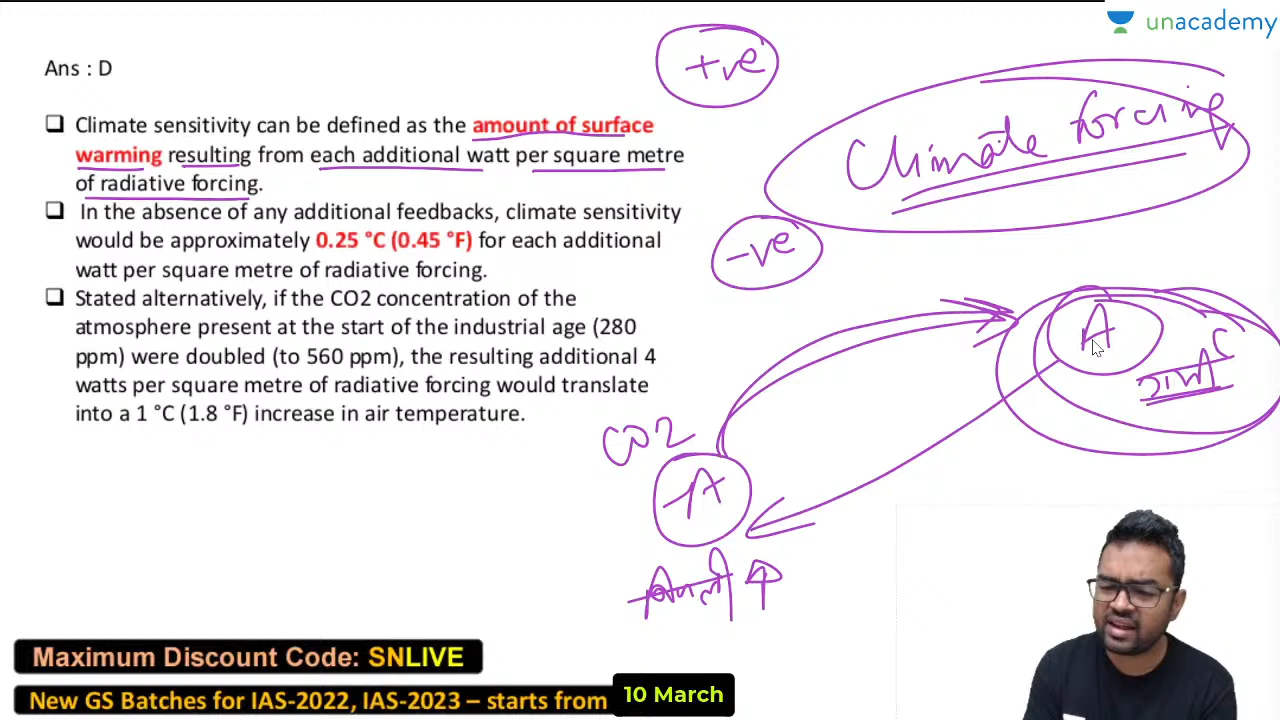 unacademy
Ans : D
❑ Climate sensitivity can be defined as the amount of surface
warming resulting from each additional watt per square metre
of radiative forcing.
❑ In the absence of any additional feedbacks, climate sensitivity
would be approximately 0.25 °C (0.45 °F) for each additional
watt per square metre of radiative forcing.
❑ Stated alternatively, if the CO2 concentration of the
atmosphere present at the start of the industrial age (280
ppm) were doubled (to 560 ppm), the resulting additional 4
watts per square metre of radiative forcing would translate
into a 1 °C (1.8 °F) increase in air temperature.
+ve
Climate forcing
-ve
A
CO2
A
Maximum Discount Code: SNLIVE
New GS Batches for IAS-2022, IAS-2023 – starts from 10 March